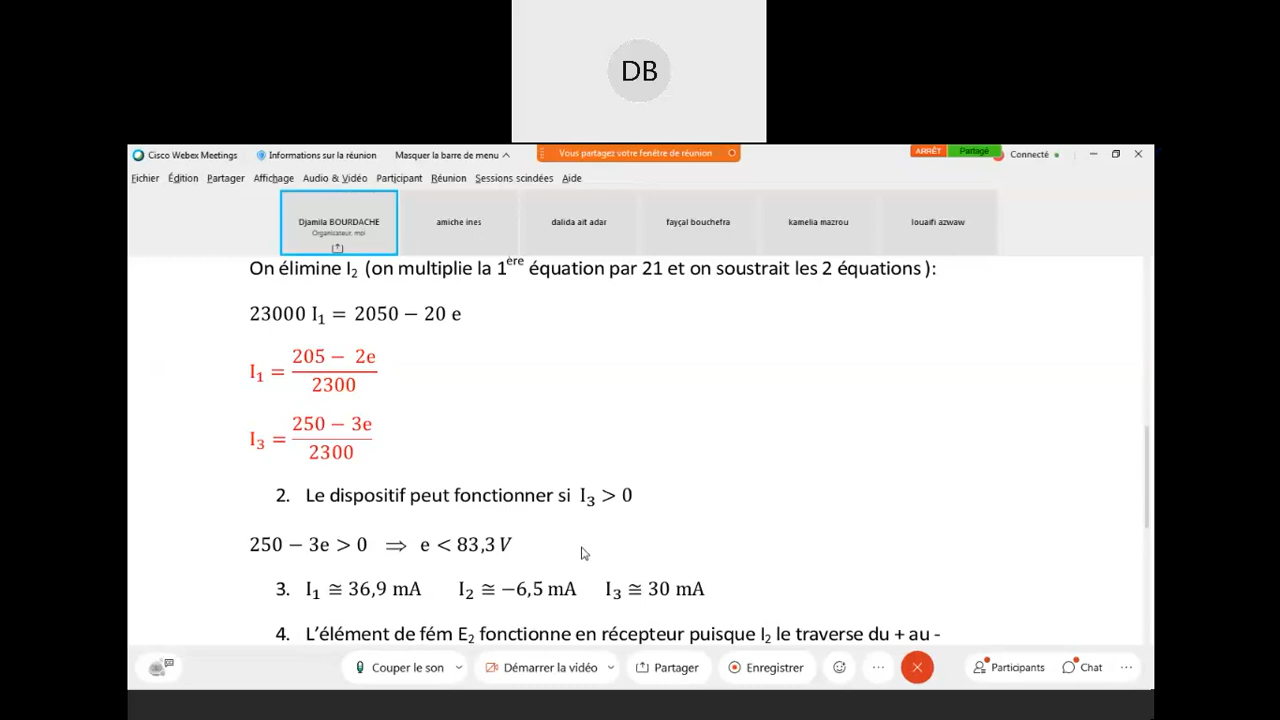 DB
Cisco Webex Meetings Informations sur la réunion Masquer la barre de menu Vous partagez votre fenêtre de réunion ARRÊT Partagé Connecté
Fichier Édition Partager Affichage Audio & Vidéo Participant Réunion Sessions scindées Aide
Djamila BOURDACHE amiche ines dalida ait adar fayçal bouchefra kamelia mazrou louaifi azwaw
Organisateur, moi
On élimine I₂ (on multiplie la 1ère équation par 21 et on soustrait les 2 équations ):
23000 I₁ = 2050 − 20 e
I₁ = (205 − 2e) / 2300
I₃ = (250 − 3e) / 2300
2. Le dispositif peut fonctionner si I₃ > 0
250 − 3e > 0 ⟹ e < 83,3 V
3. I₁ ≅ 36,9 mA I₂ ≅ −6,5 mA I₃ ≅ 30 mA
4. L’élément de fém E₂ fonctionne en récepteur puisque I₂ le traverse du + au -
Couper le son Démarrer la vidéo Partager Enregistrer Participants Chat